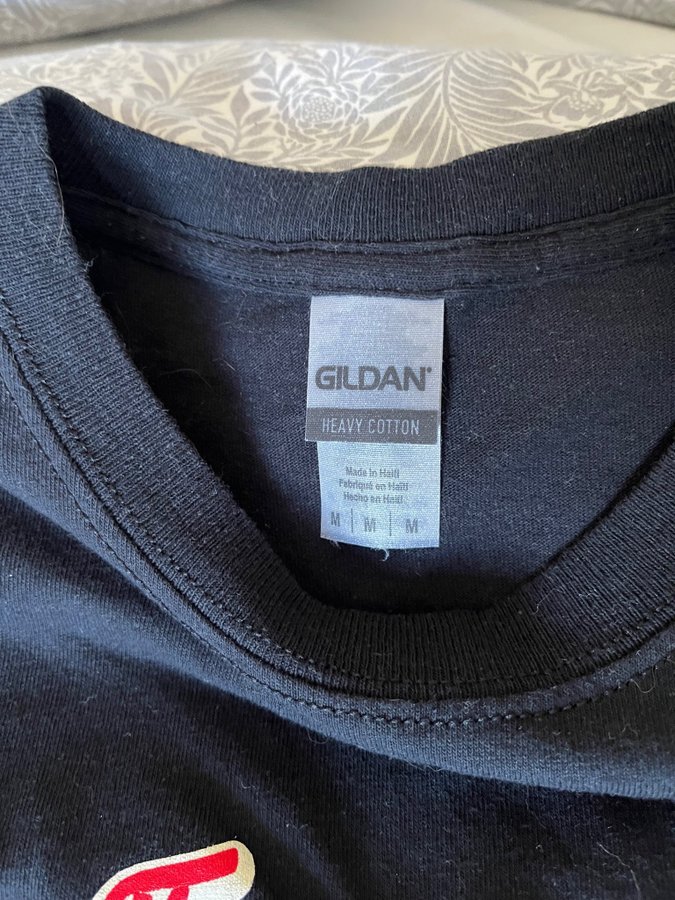 GILDAN®
HEAVY COTTON
Made in Haiti
Fabriqué en Haïti
Hecho en Haití
M | M | M